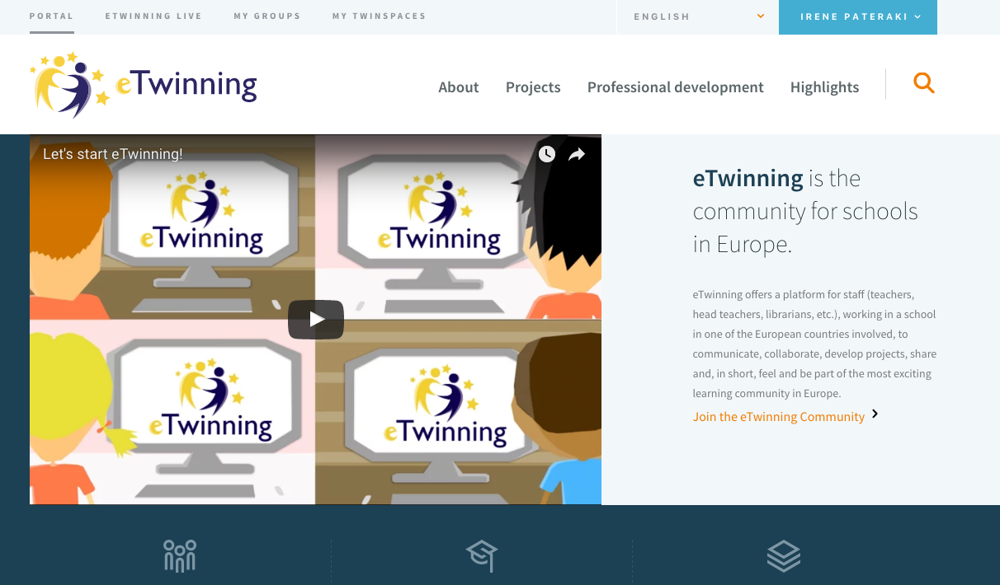 PORTAL ETWINNING LIVE MY GROUPS MY TWINSPACES ENGLISH IRENE PATERAKI
eTwinning About Projects Professional development Highlights
Let's start eTwinning!
eTwinning eTwinning
eTwinning eTwinning
eTwinning is the
community for schools
in Europe.
eTwinning offers a platform for staff (teachers,
head teachers, librarians, etc.), working in a school
in one of the European countries involved, to
communicate, collaborate, develop projects, share
and, in short, feel and be part of the most exciting
learning community in Europe.
Join the eTwinning Community